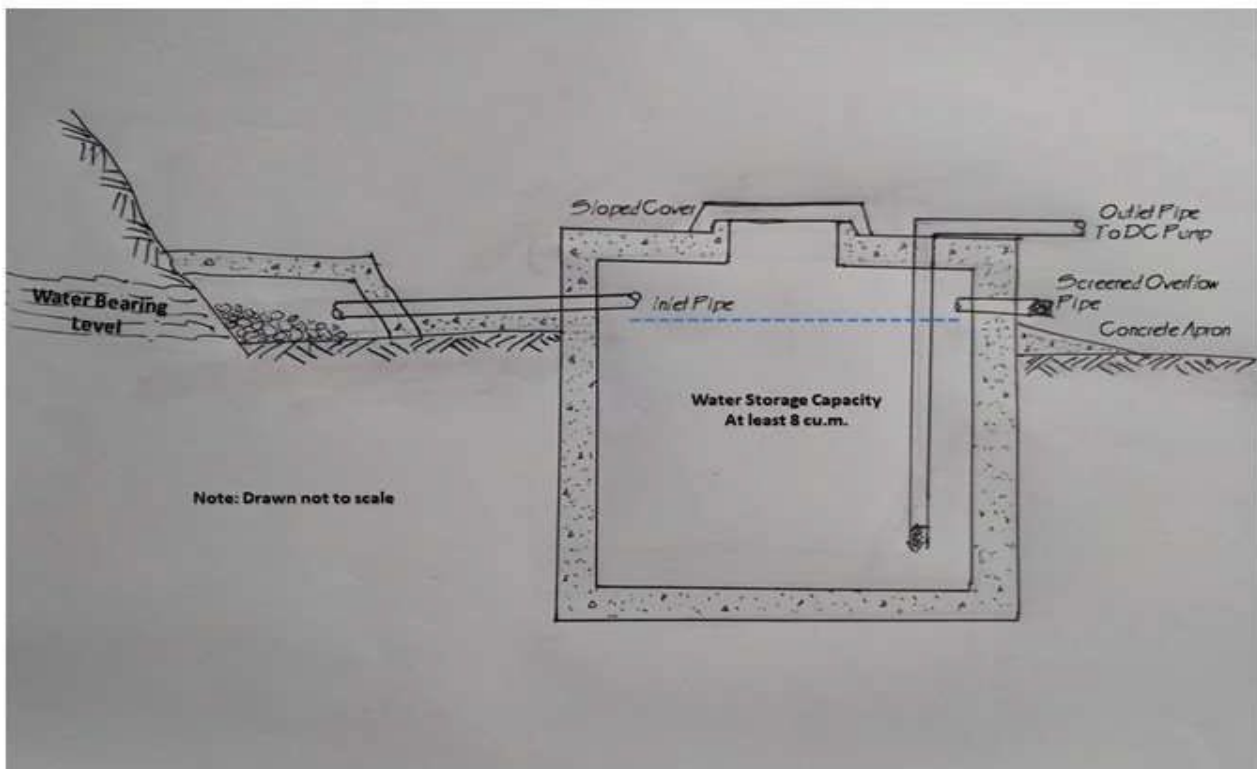 Sloped Cover
Outlet Pipe
To DC Pump
Screened Overflow
Pipe
Water Bearing
Level
Inlet Pipe
Concrete Apron
Water Storage Capacity
At least 8 cu.m.
Note: Drawn not to scale